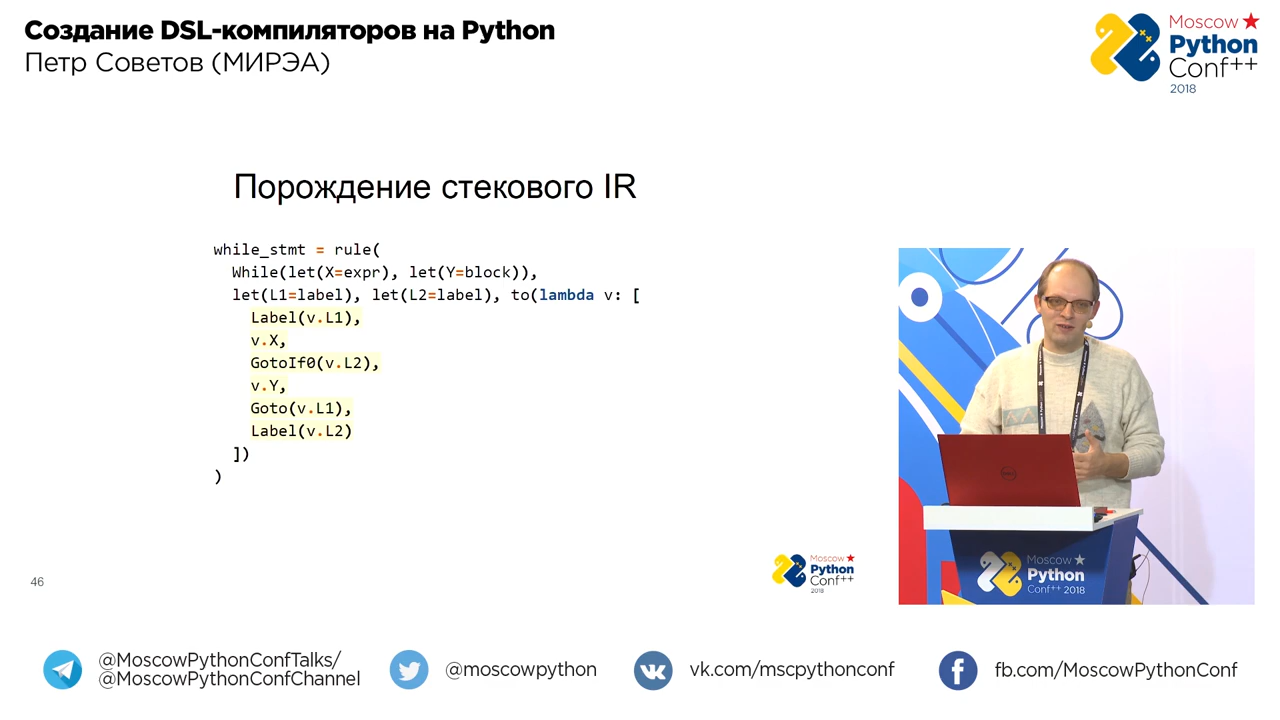 Создание DSL-компиляторов на Python
Петр Советов (МИРЭА)
Moscow
Python
Conf++
2018
Порождение стекового IR
while_stmt = rule(
  While(let(X=expr), let(Y=block)),
  let(L1=label), let(L2=label), to(lambda v: [
    Label(v.L1),
    v.X,
    GotoIf0(v.L2),
    v.Y,
    Goto(v.L1),
    Label(v.L2)
  ])
)
Moscow
Python
Conf++
2018
Moscow
Python
Conf++ 2018
46
@MoscowPythonConfTalks/
@MoscowPythonConfChannel
@moscowpython
vk.com/mscpythonconf
fb.com/MoscowPythonConf